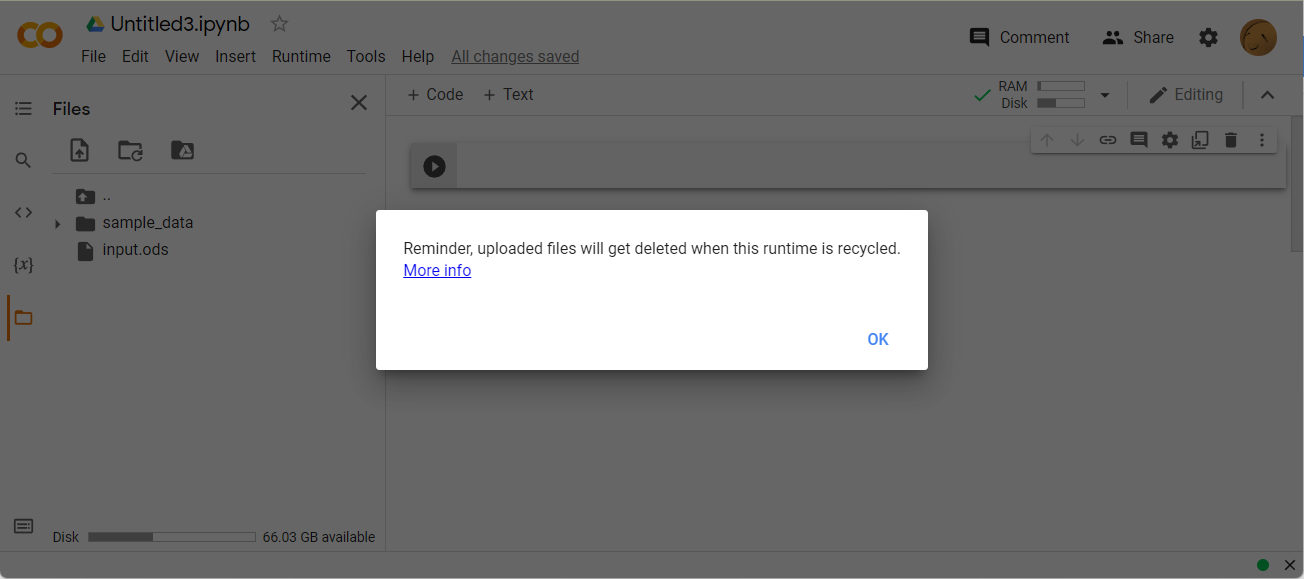 Untitled3.ipynb
File Edit View Insert Runtime Tools Help All changes saved
Comment Share
Files
+ Code + Text
RAM
Disk
Editing
..
sample_data
input.ods
{x}
Reminder, uploaded files will get deleted when this runtime is recycled.
More info
OK
Disk 66.03 GB available